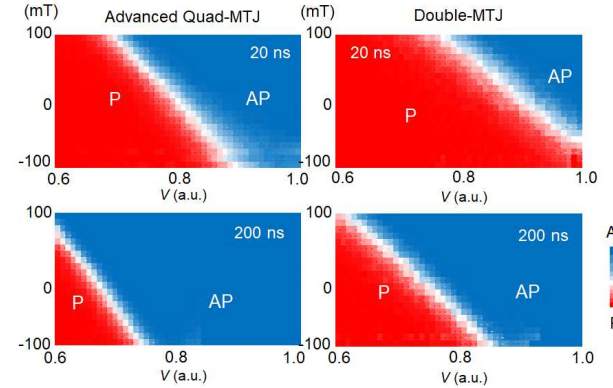 (mT) Advanced Quad-MTJ (mT) Double-MTJ
100 20 ns 100 20 ns
P AP AP
0 0 P
-100 -100
0.6 0.8 1.0 0.6 0.8 1.0
V (a.u.) V (a.u.)
100 200 ns 100 200 ns
0 P AP 0 P AP
-100 -100
0.6 0.8 1.0 0.6 0.8 1.0
V (a.u.) V (a.u.)